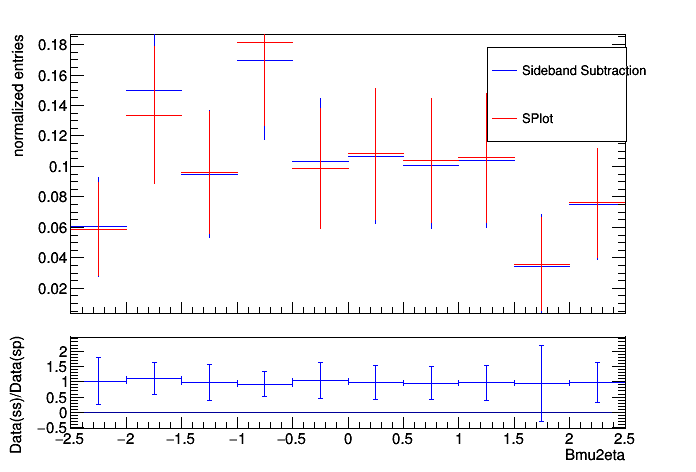 normalized entries
0.18
0.16
0.14
0.12
0.1
0.08
0.06
0.04
0.02
Sideband Subtraction
SPlot
Data(ss)/Data(sp)
2
1.5
1
0.5
0
−0.5
−2.5 −2 −1.5 −1 −0.5 0 0.5 1 1.5 2 2.5
Bmu2eta